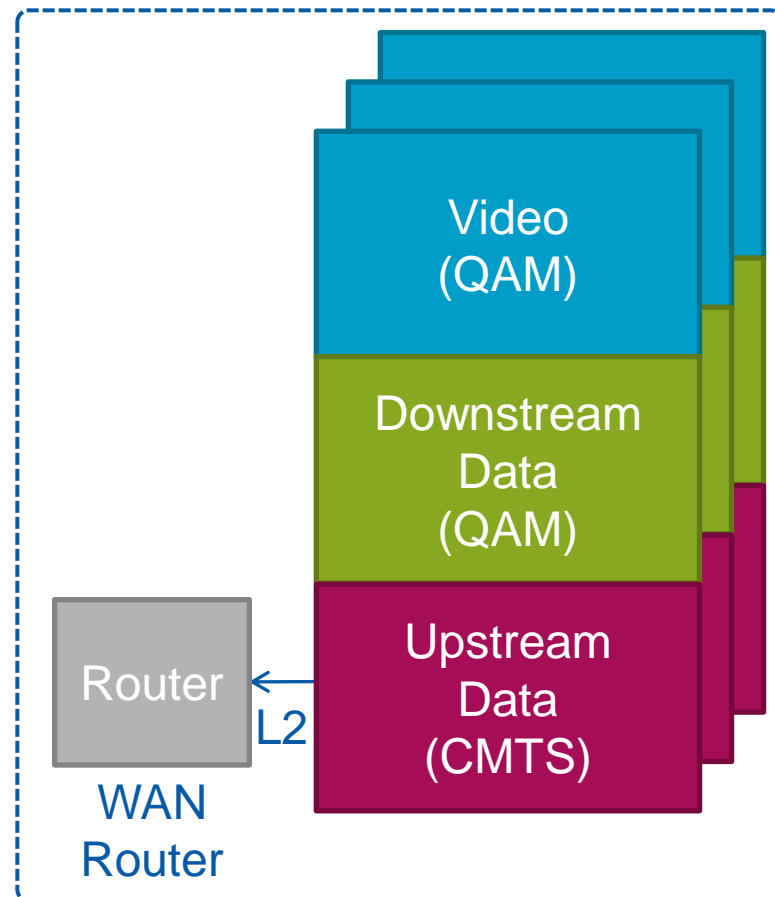 Video
(QAM)
Downstream
Data
(QAM)
Upstream
Data
(CMTS)
Router
L2
WAN
Router